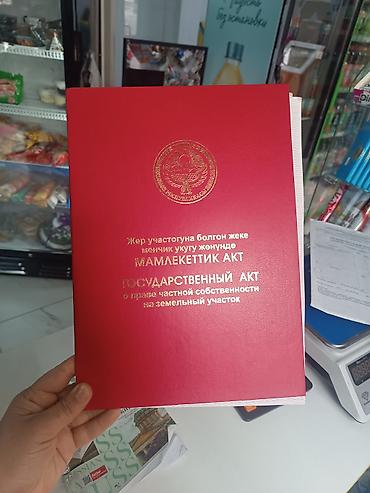 Жер участогуна болгон жеке
менчик укугу жөнүндө
МАМЛЕКЕТТИК АКТ
ГОСУДАРСТВЕННЫЙ АКТ
о праве частной собственности
на земельный участок